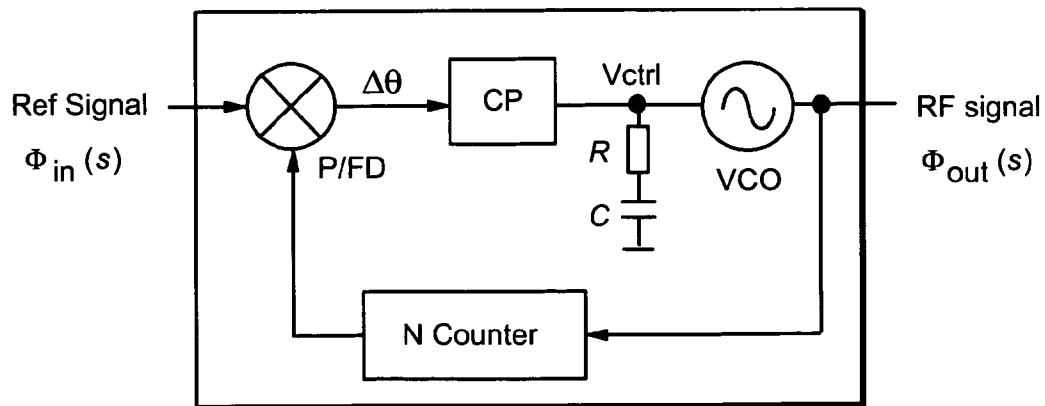 Ref Signal
Φin (s)
Δθ
P/FD
CP
Vctrl
R
C
VCO
RF signal
Φout (s)
N Counter